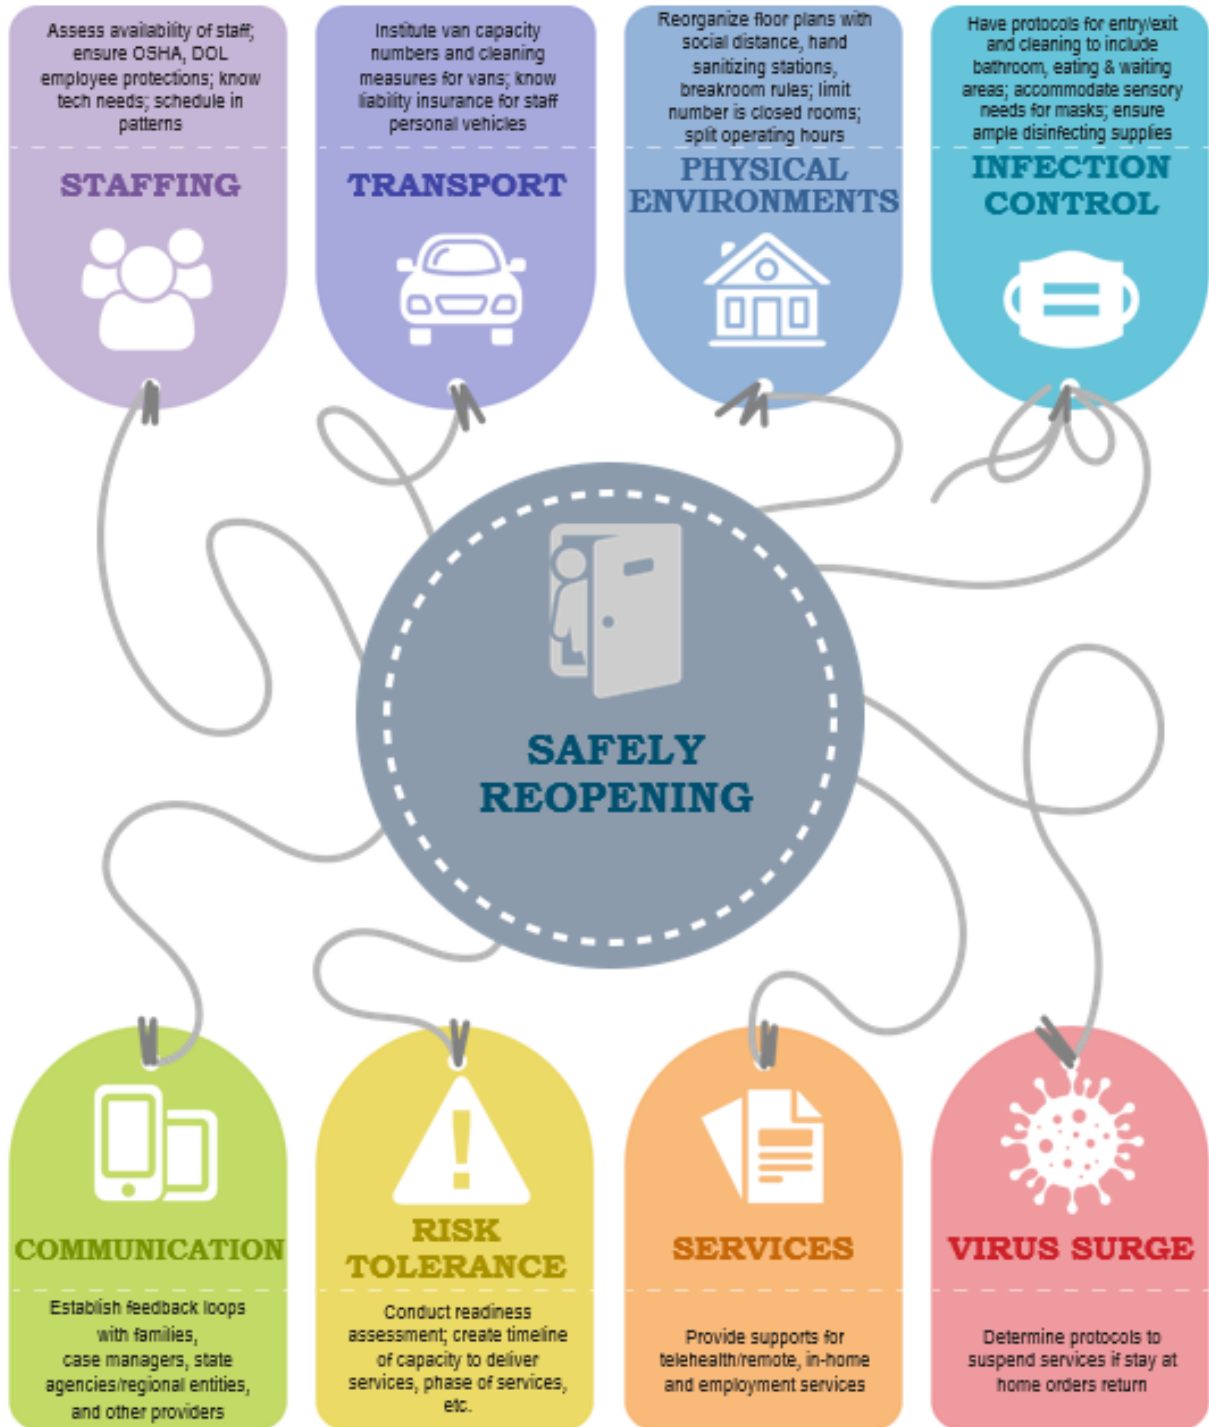 Assess availability of staff;
ensure OSHA, DOL
employee protections; know
tech needs; schedule in
patterns
STAFFING
Institute van capacity
numbers and cleaning
measures for vans; know
liability insurance for staff
personal vehicles
TRANSPORT
Reorganize floor plans with
social distance, hand
sanitizing stations,
breakroom rules; limit
number is closed rooms;
split operating hours
PHYSICAL
ENVIRONMENTS
Have protocols for entry/exit
and cleaning to include
bathroom, eating & waiting
areas; accommodate sensory
needs for masks; ensure
ample disinfecting supplies
INFECTION
CONTROL
SAFELY
REOPENING
COMMUNICATION
Establish feedback loops
with families,
case managers, state
agencies/regional entities,
and other providers
RISK
TOLERANCE
Conduct readiness
assessment; create timeline
of capacity to deliver
services, phase of services,
etc.
SERVICES
Provide supports for
telehealth/remote, in-home
and employment services
VIRUS SURGE
Determine protocols to
suspend services if stay at
home orders return